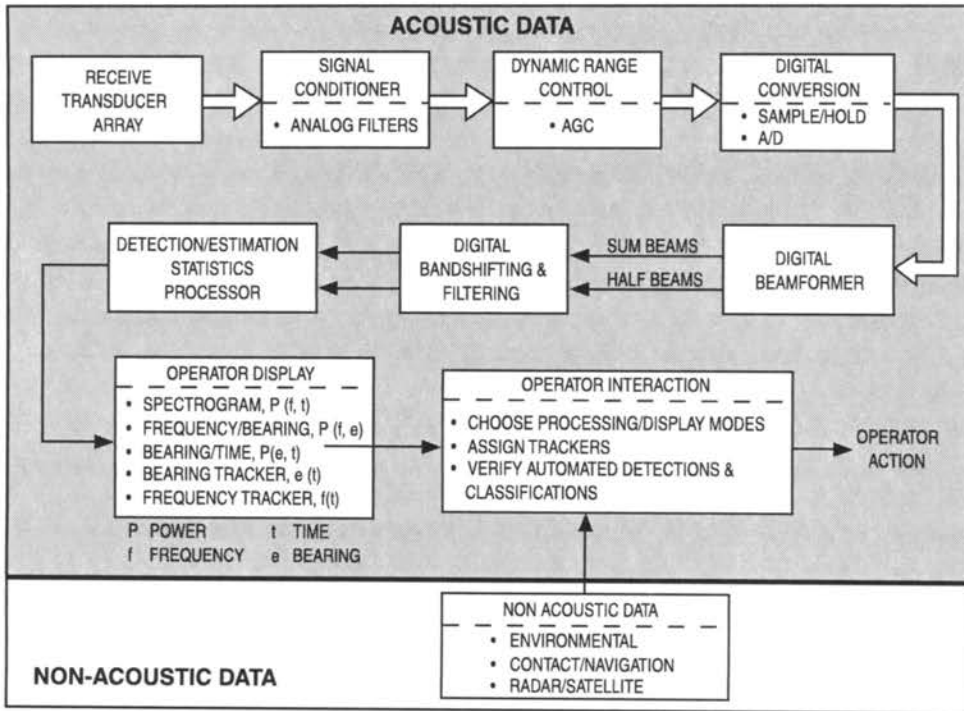 ACOUSTIC DATA
RECEIVE
TRANSDUCER
ARRAY
SIGNAL
CONDITIONER
• ANALOG FILTERS
DYNAMIC RANGE
CONTROL
• AGC
DIGITAL
CONVERSION
• SAMPLE/HOLD
• A/D
DETECTION/ESTIMATION
STATISTICS
PROCESSOR
DIGITAL
BANDSHIFTING &
FILTERING
SUM BEAMS
HALF BEAMS
DIGITAL
BEAMFORMER
OPERATOR DISPLAY
• SPECTROGRAM, P (f, t)
• FREQUENCY/BEARING, P (f, e)
• BEARING/TIME, P(e, t)
• BEARING TRACKER, e (t)
• FREQUENCY TRACKER, f(t)
P POWER t TIME
f FREQUENCY e BEARING
OPERATOR INTERACTION
• CHOOSE PROCESSING/DISPLAY MODES
• ASSIGN TRACKERS
• VERIFY AUTOMATED DETECTIONS &
CLASSIFICATIONS
OPERATOR
ACTION
NON ACOUSTIC DATA
• ENVIRONMENTAL
• CONTACT/NAVIGATION
• RADAR/SATELLITE
NON-ACOUSTIC DATA